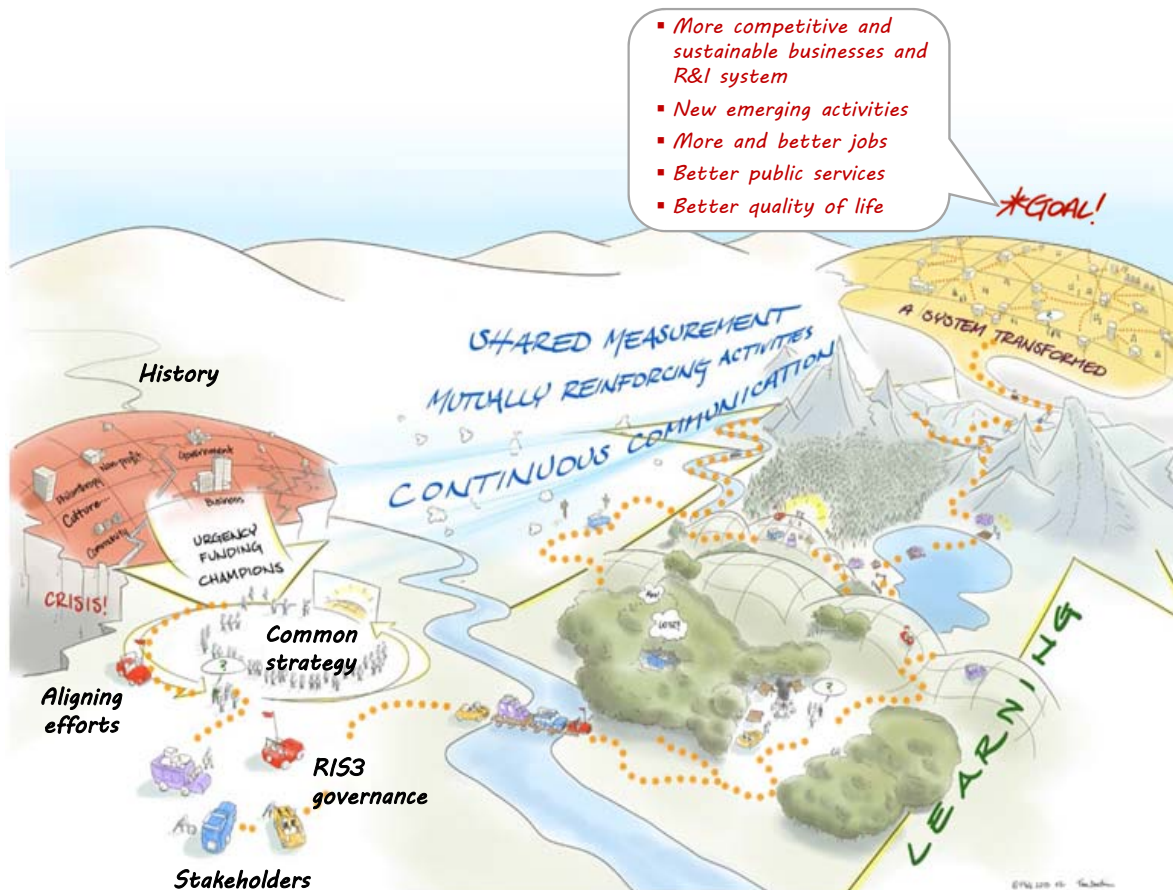 ▪ More competitive and
sustainable businesses and
R&I system
▪ New emerging activities
▪ More and better jobs
▪ Better public services
▪ Better quality of life
*GOAL!
A SYSTEM TRANSFORMED
SHARED MEASUREMENT
MUTUALLY REINFORCING ACTIVITIES
CONTINUOUS COMMUNICATION
History
Non-profit
Government
Philanthropy
Culture...
Business
Community
URGENCY
FUNDING
CHAMPIONS
CRISIS!
Common
strategy
?
Aligning
efforts
RIS3
governance
Stakeholders
LOST?
?
LEARNING